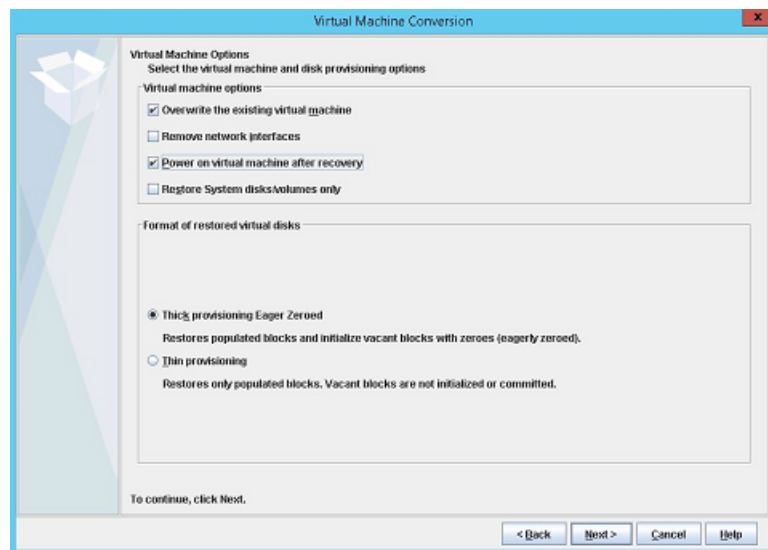 Virtual Machine Conversion
x
Virtual Machine Options
Select the virtual machine and disk provisioning options
Virtual machine options
Overwrite the existing virtual machine
Remove network interfaces
Power on virtual machine after recovery
Restore System disks/volumes only
Format of restored virtual disks
Thick provisioning Eager Zeroed
Restores populated blocks and initialize vacant blocks with zeroes (eagerly zeroed).
Thin provisioning
Restores only populated blocks. Vacant blocks are not initialized or committed.
To continue, click Next.
< Back Next > Cancel Help